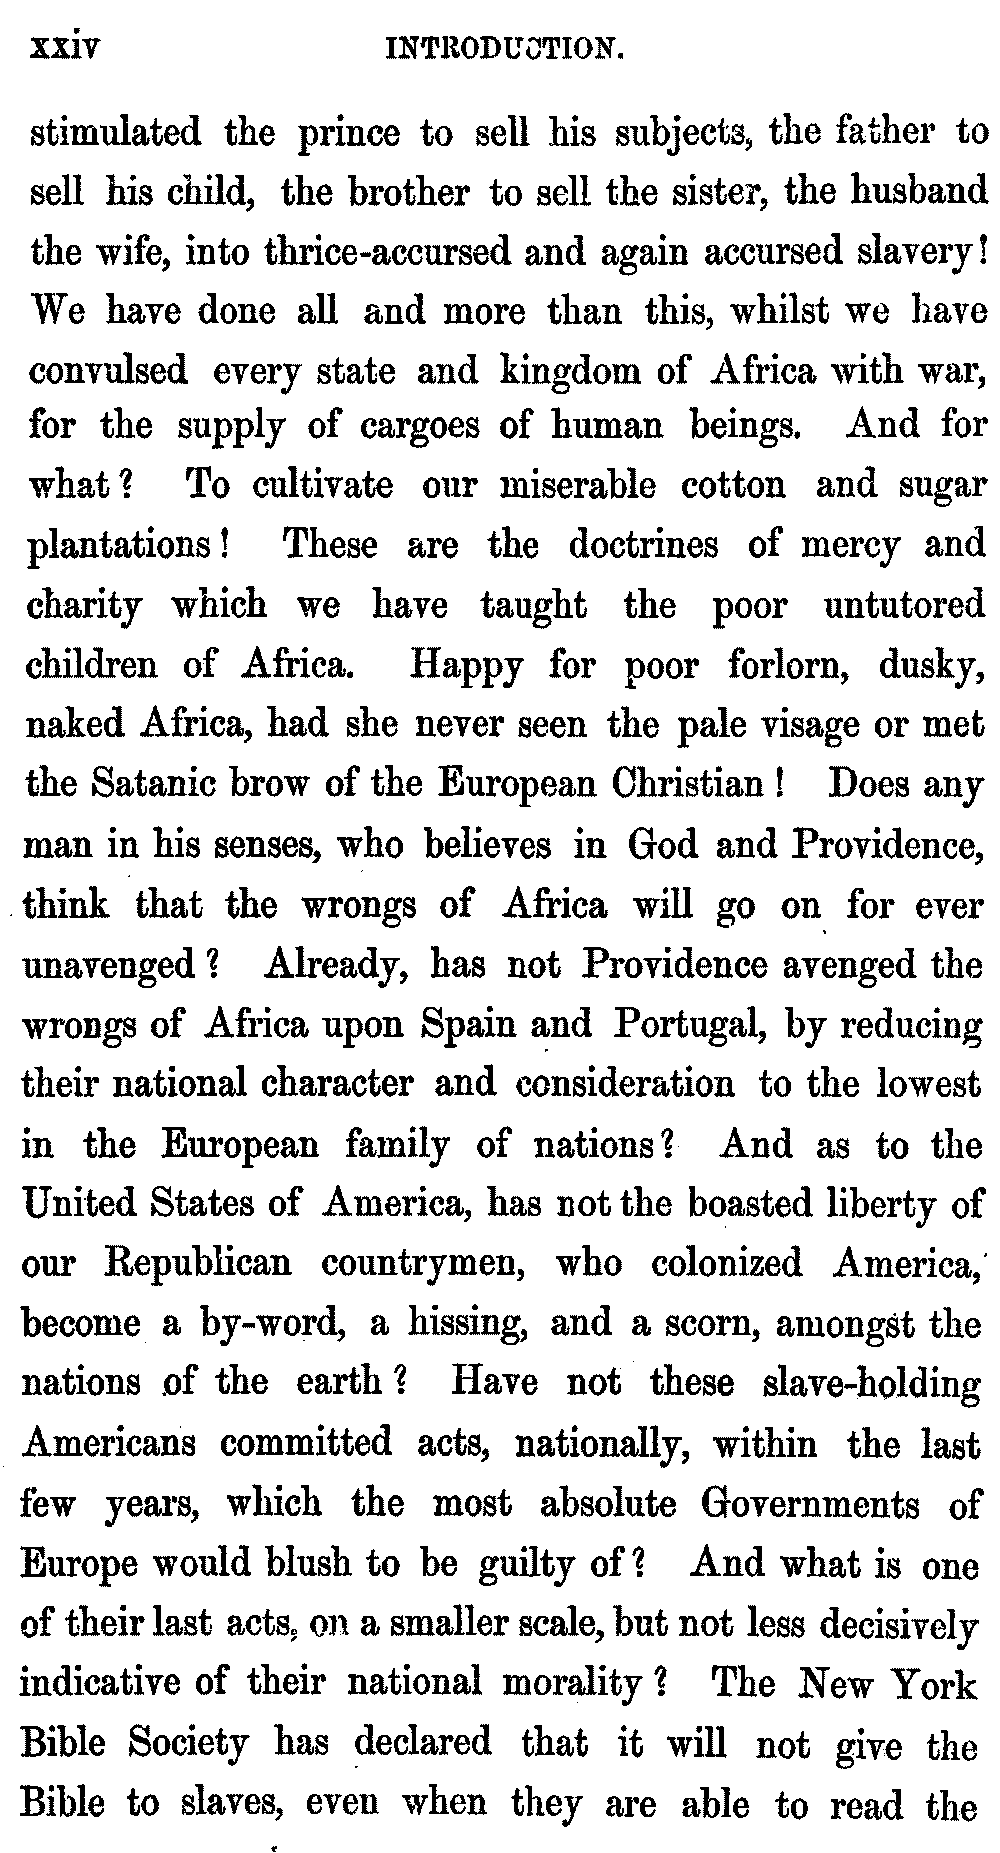 xxiv INTRODUCTION.
stimulated the prince to sell his subjects, the father to
sell his child, the brother to sell the sister, the husband
the wife, into thrice-accursed and again accursed slavery!
We have done all and more than this, whilst we have
convulsed every state and kingdom of Africa with war,
for the supply of cargoes of human beings. And for
what? To cultivate our miserable cotton and sugar
plantations! These are the doctrines of mercy and
charity which we have taught the poor untutored
children of Africa. Happy for poor forlorn, dusky,
naked Africa, had she never seen the pale visage or met
the Satanic brow of the European Christian! Does any
man in his senses, who believes in God and Providence,
think that the wrongs of Africa will go on for ever
unavenged? Already, has not Providence avenged the
wrongs of Africa upon Spain and Portugal, by reducing
their national character and consideration to the lowest
in the European family of nations? And as to the
United States of America, has not the boasted liberty of
our Republican countrymen, who colonized America,
become a by-word, a hissing, and a scorn, amongst the
nations of the earth? Have not these slave-holding
Americans committed acts, nationally, within the last
few years, which the most absolute Governments of
Europe would blush to be guilty of? And what is one
of their last acts, on a smaller scale, but not less decisively
indicative of their national morality? The New York
Bible Society has declared that it will not give the
Bible to slaves, even when they are able to read the